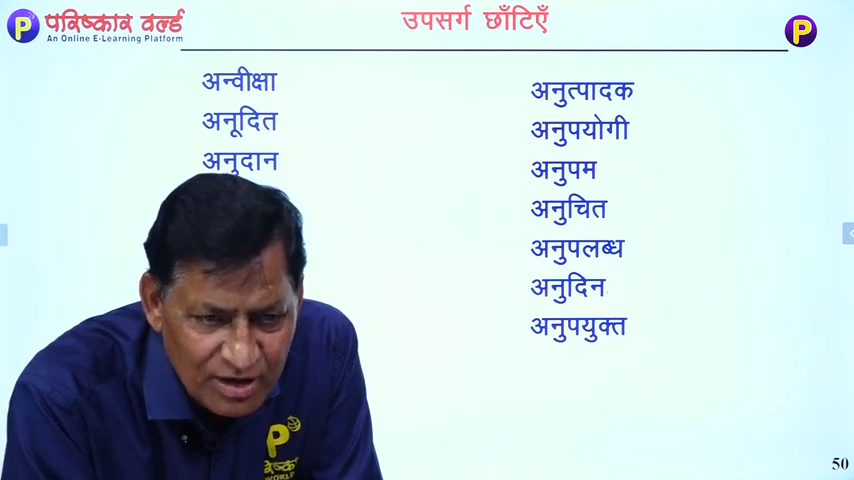 परिष्कार वर्ल्ड
An Online E-Learning Platform
उपसर्ग छाँटिएँ
P
P
अन्वीक्षा
अनूदित
अनुदान
अनुत्पादक
अनुपयोगी
अनुपम
अनुचित
अनुपलब्ध
अनुदिन
अनुपयुक्त
P
WORLD
50